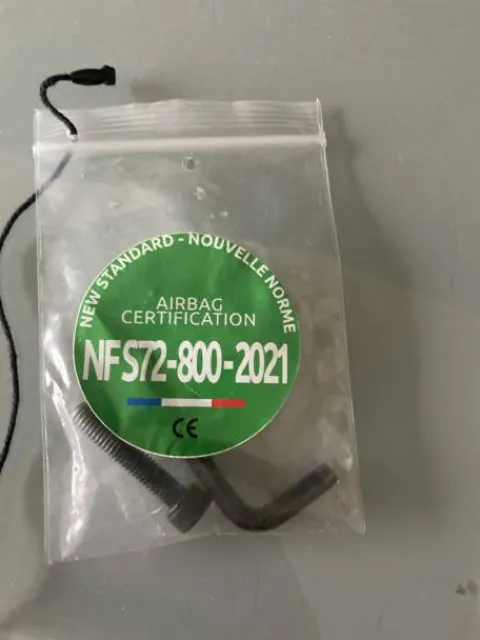 NEW STANDARD - NOUVELLE NORME
AIRBAG
CERTIFICATION
NF S72-800-2021
CE